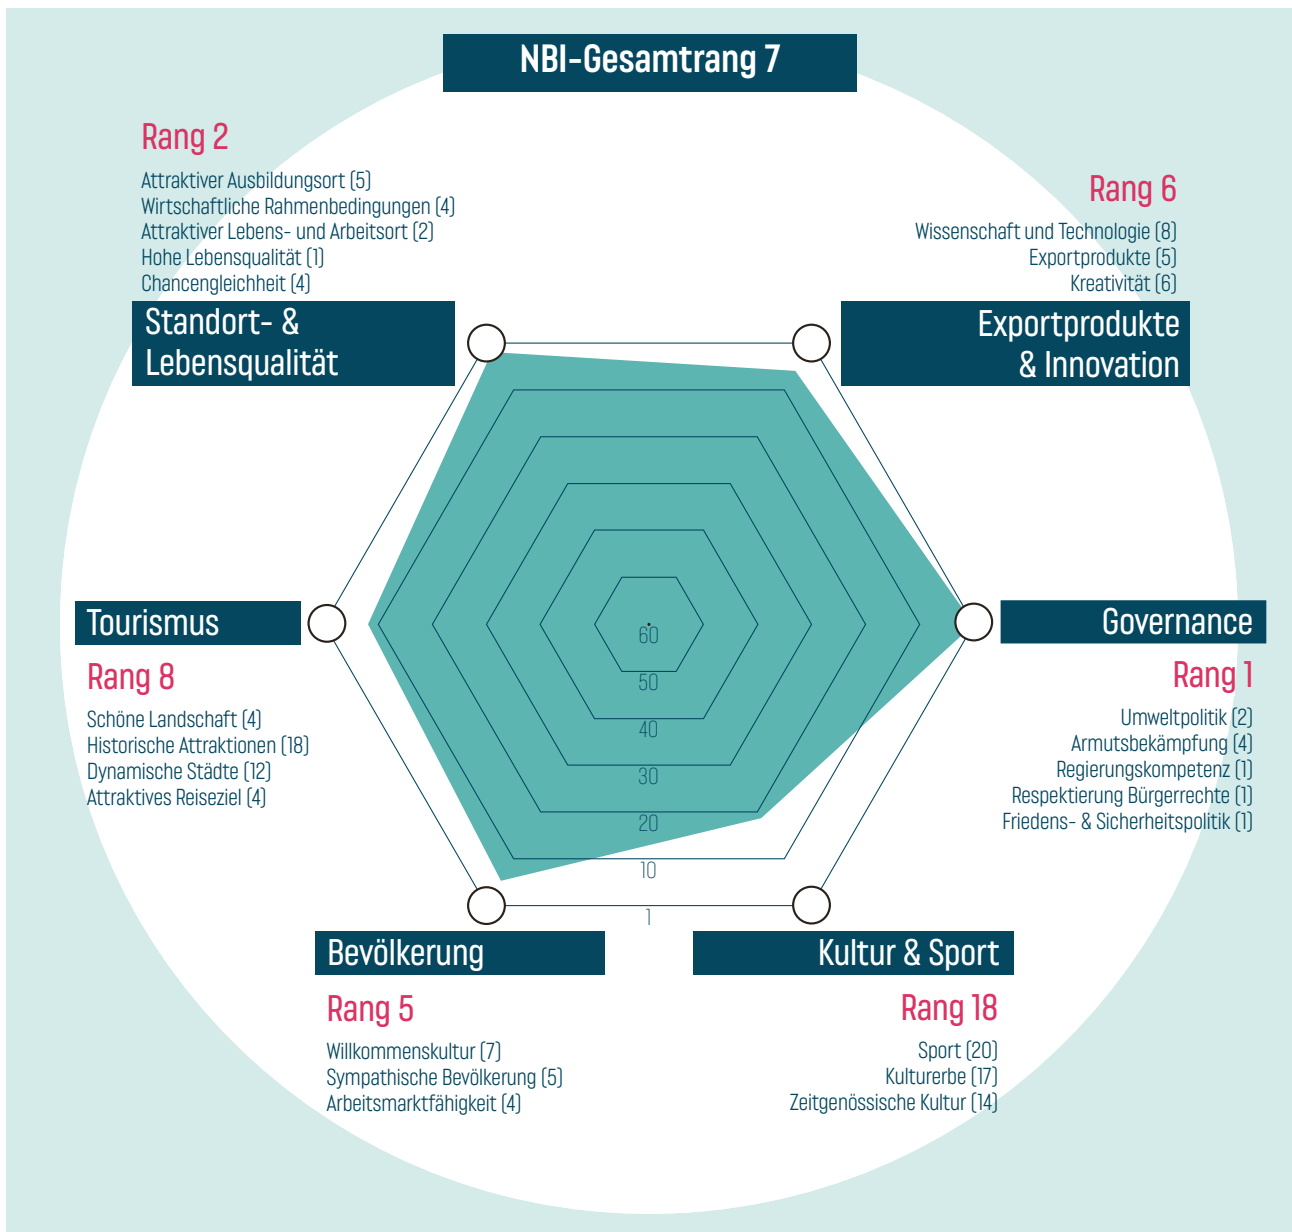 NBI-Gesamtrang 7
Rang 2
Attraktiver Ausbildungsort (5)
Wirtschaftliche Rahmenbedingungen (4)
Attraktiver Lebens- und Arbeitsort (2)
Hohe Lebensqualität (1)
Chancengleichheit (4)
Standort- &
Lebensqualität
Rang 6
Wissenschaft und Technologie (8)
Exportprodukte (5)
Kreativität (6)
Exportprodukte
& Innovation
Tourismus
Rang 8
Schöne Landschaft (4)
Historische Attraktionen (18)
Dynamische Städte (12)
Attraktives Reiseziel (4)
60
50
40
30
20
10
1
Governance
Rang 1
Umweltpolitik (2)
Armutsbekämpfung (4)
Regierungskompetenz (1)
Respektierung Bürgerrechte (1)
Friedens- & Sicherheitspolitik (1)
Bevölkerung
Rang 5
Willkommenskultur (7)
Sympathische Bevölkerung (5)
Arbeitsmarktfähigkeit (4)
Kultur & Sport
Rang 18
Sport (20)
Kulturerbe (17)
Zeitgenössische Kultur (14)